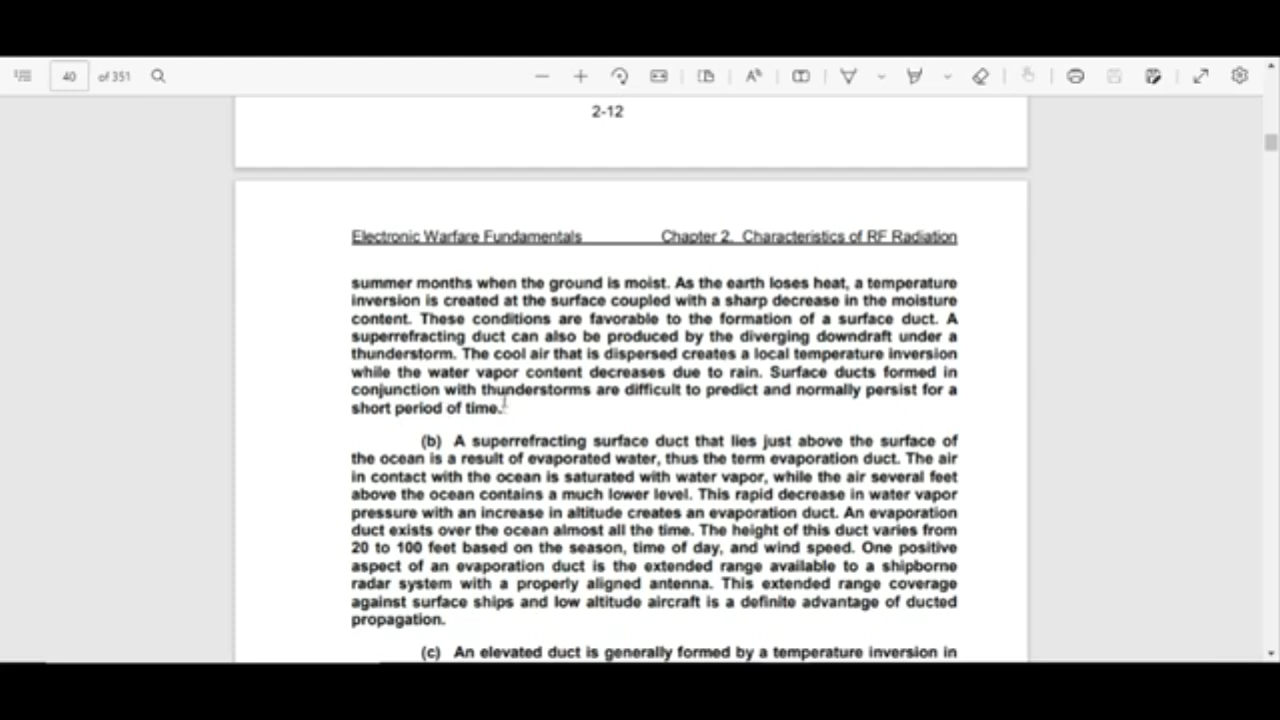 40 of 351
2-12
Electronic Warfare Fundamentals Chapter 2. Characteristics of RF Radiation
summer months when the ground is moist. As the earth loses heat, a temperature
inversion is created at the surface coupled with a sharp decrease in the moisture
content. These conditions are favorable to the formation of a surface duct. A
superrefracting duct can also be produced by the diverging downdraft under a
thunderstorm. The cool air that is dispersed creates a local temperature inversion
while the water vapor content decreases due to rain. Surface ducts formed in
conjunction with thunderstorms are difficult to predict and normally persist for a
short period of time.
(b) A superrefracting surface duct that lies just above the surface of
the ocean is a result of evaporated water, thus the term evaporation duct. The air
in contact with the ocean is saturated with water vapor, while the air several feet
above the ocean contains a much lower level. This rapid decrease in water vapor
pressure with an increase in altitude creates an evaporation duct. An evaporation
duct exists over the ocean almost all the time. The height of this duct varies from
20 to 100 feet based on the season, time of day, and wind speed. One positive
aspect of an evaporation duct is the extended range available to a shipborne
radar system with a properly aligned antenna. This extended range coverage
against surface ships and low altitude aircraft is a definite advantage of ducted
propagation.
(c) An elevated duct is generally formed by a temperature inversion in